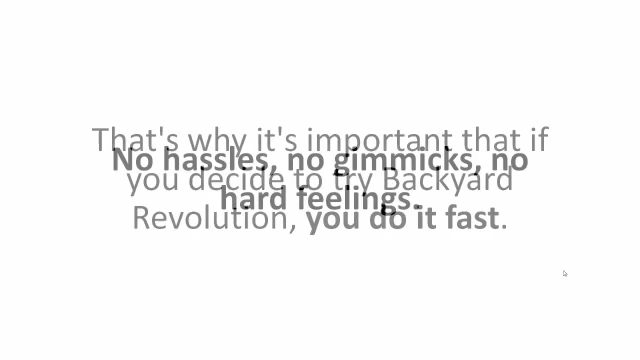 That's why it's important that if
No hassles, no gimmicks, no
you decide to try Backyard
hard feelings.
Revolution, you do it fast.